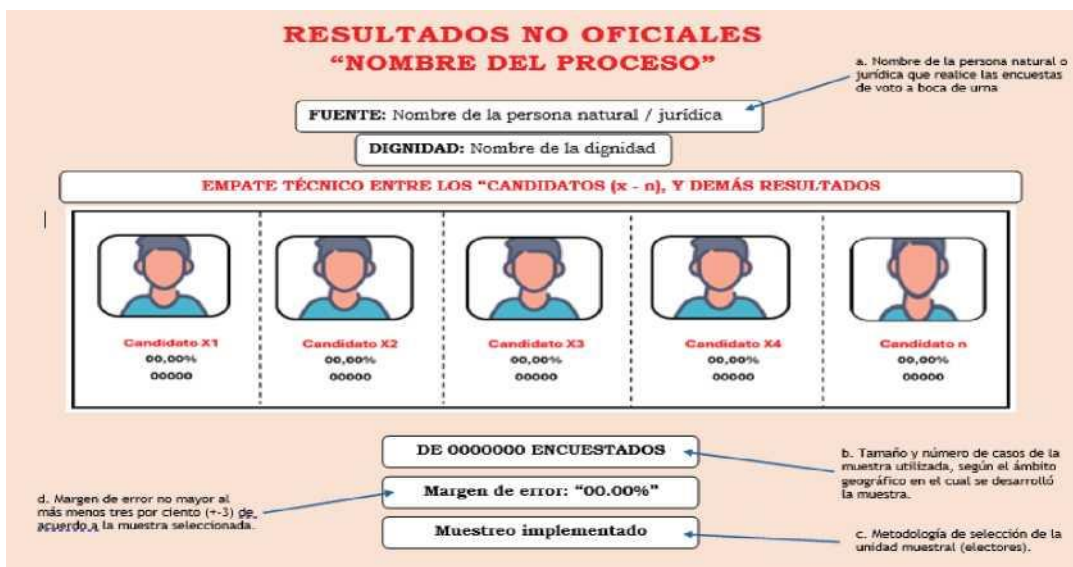 RESULTADOS NO OFICIALES
“NOMBRE DEL PROCESO”
a. Nombre de la persona natural o
jurídica que realice las encuestas
de voto a boca de urna
FUENTE: Nombre de la persona natural / jurídica
DIGNIDAD: Nombre de la dignidad
EMPATE TÉCNICO ENTRE LOS “CANDIDATOS (x - n), Y DEMÁS RESULTADOS
Candidato X1
00,00%
00000
Candidato X2
00,00%
00000
Candidato X3
00,00%
00000
Candidato X4
00,00%
00000
Candidato n
00,00%
00000
DE 0000000 ENCUESTADOS
b. Tamaño y número de casos de la
muestra utilizada, según el ámbito
geográfico en el cual se desarrolló
la muestra.
d. Margen de error no mayor al
más menos tres por ciento (+-3) de
acuerdo a la muestra seleccionada.
Margen de error: “00.00%”
Muestreo implementado
c. Metodología de selección de la
unidad muestral (electores).